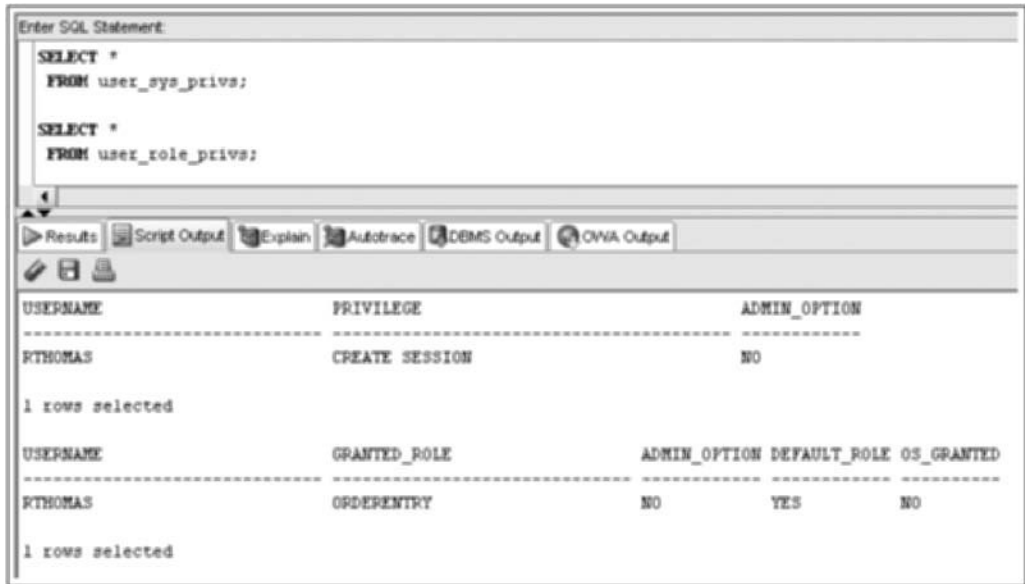 Enter SQL Statement:
SELECT *
FROM user_sys_privs;
SELECT *
FROM user_role_privs;
Results Script Output Explain Autotrace DBMS Output OWA Output
USERNAME PRIVILEGE ADMIN_OPTION
------------------------------ ---------------------------------------- ------------
RTHOMAS CREATE SESSION NO
1 rows selected
USERNAME GRANTED_ROLE ADMIN_OPTION DEFAULT_ROLE OS_GRANTED
------------------------------ ------------------------------ ------------ ------------ ----------
RTHOMAS ORDERENTRY NO YES NO
1 rows selected